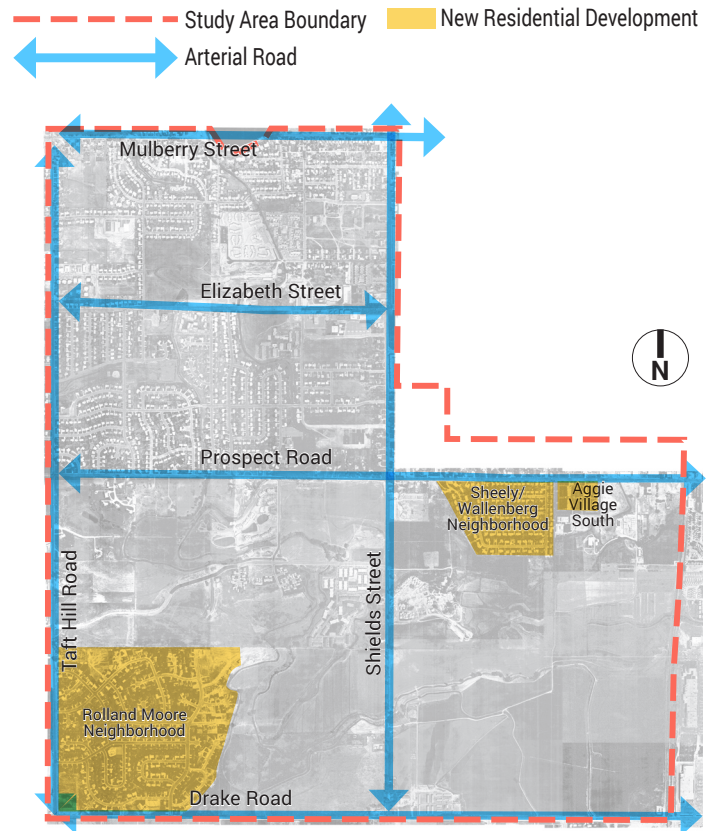 Study Area Boundary
New Residential Development
Arterial Road
Mulberry Street
Elizabeth Street
N
Prospect Road
Sheely/
Wallenberg
Neighborhood
Aggie
Village
South
Taft Hill Road
Shields Street
Rolland Moore
Neighborhood
Drake Road